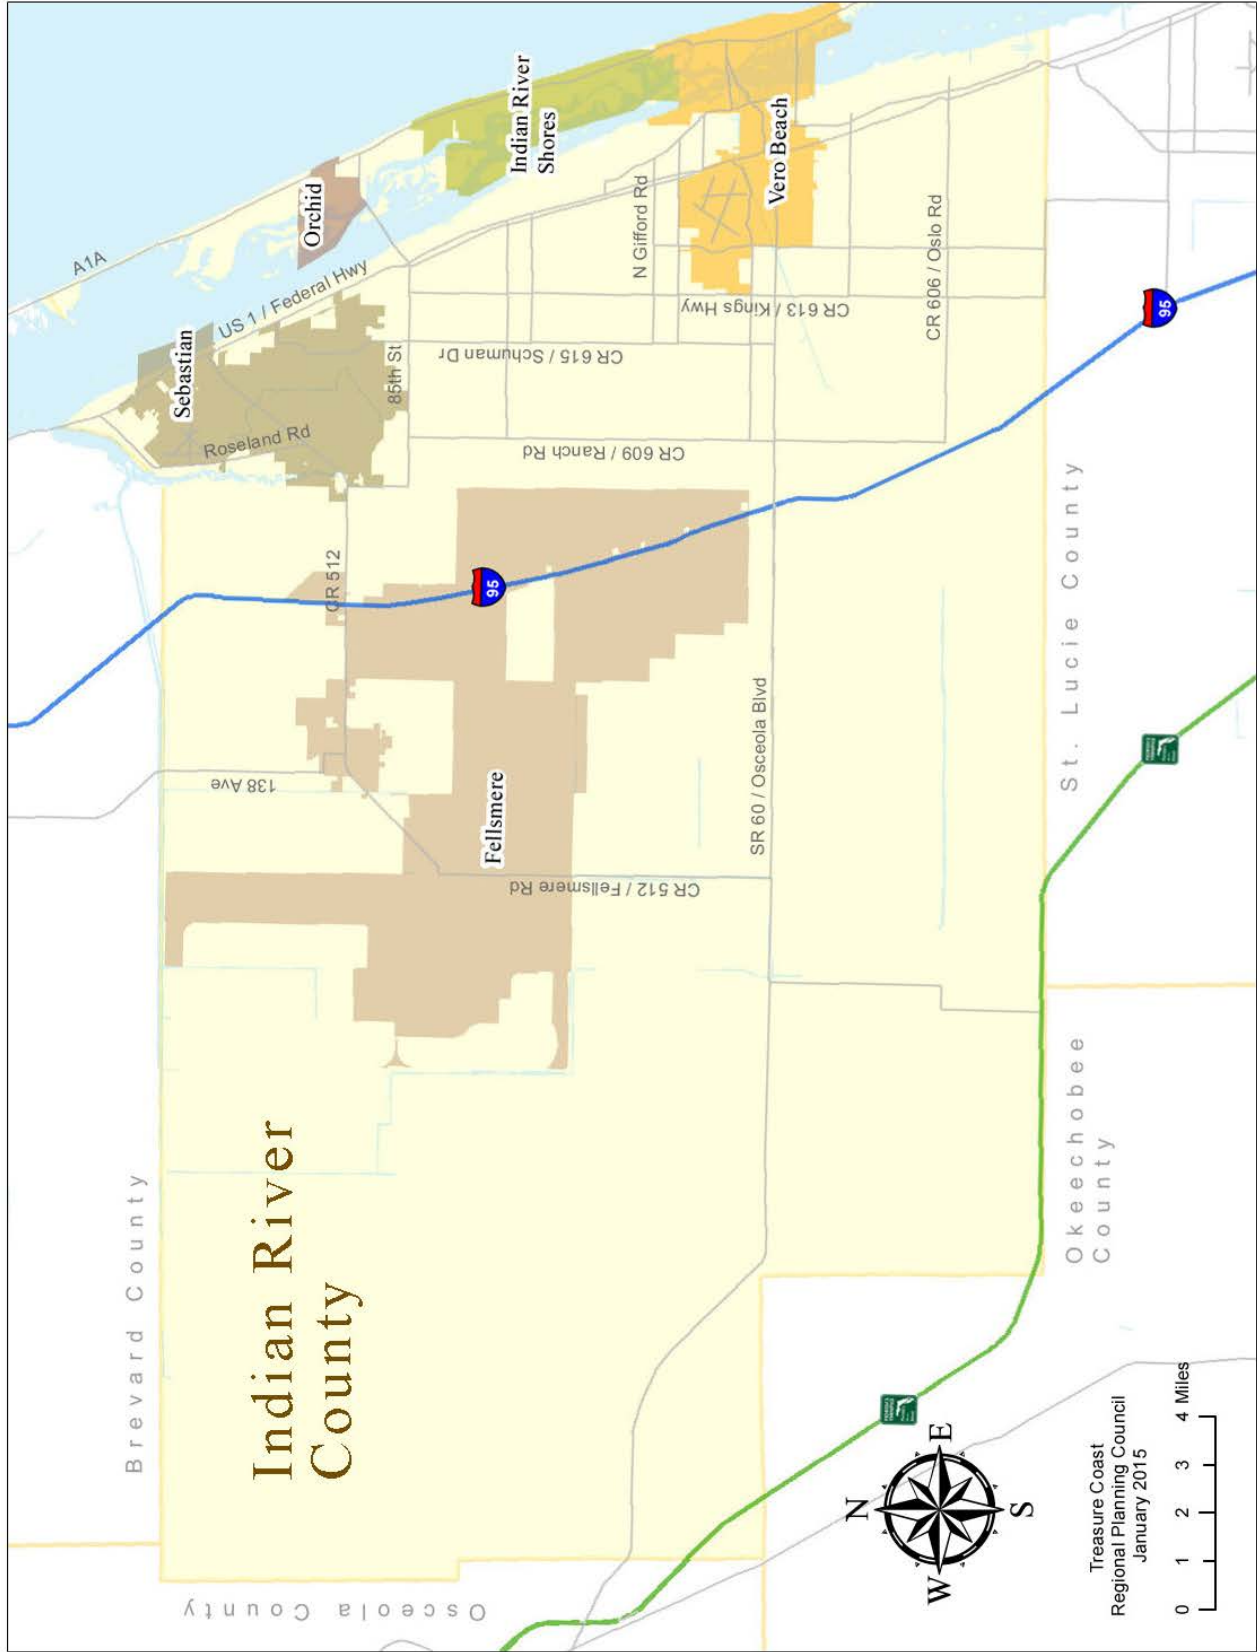 Brevard County
Indian River
County
Osceola County
Okeechobee
County
St. Lucie County
Sebastian
Orchid
Indian River
Shores
Vero Beach
Fellsmere
A1A
US 1 / Federal Hwy
Roseland Rd
85th St
CR 512
138 Ave
CR 512 / Fellsmere Rd
SR 60 / Osceola Blvd
CR 609 / Ranch Rd
CR 615 / Schuman Dr
CR 613 / Kings Hwy
N Gifford Rd
CR 606 / Oslo Rd
95
95
N
W
E
S
Treasure Coast
Regional Planning Council
January 2015
0 1 2 3 4 Miles